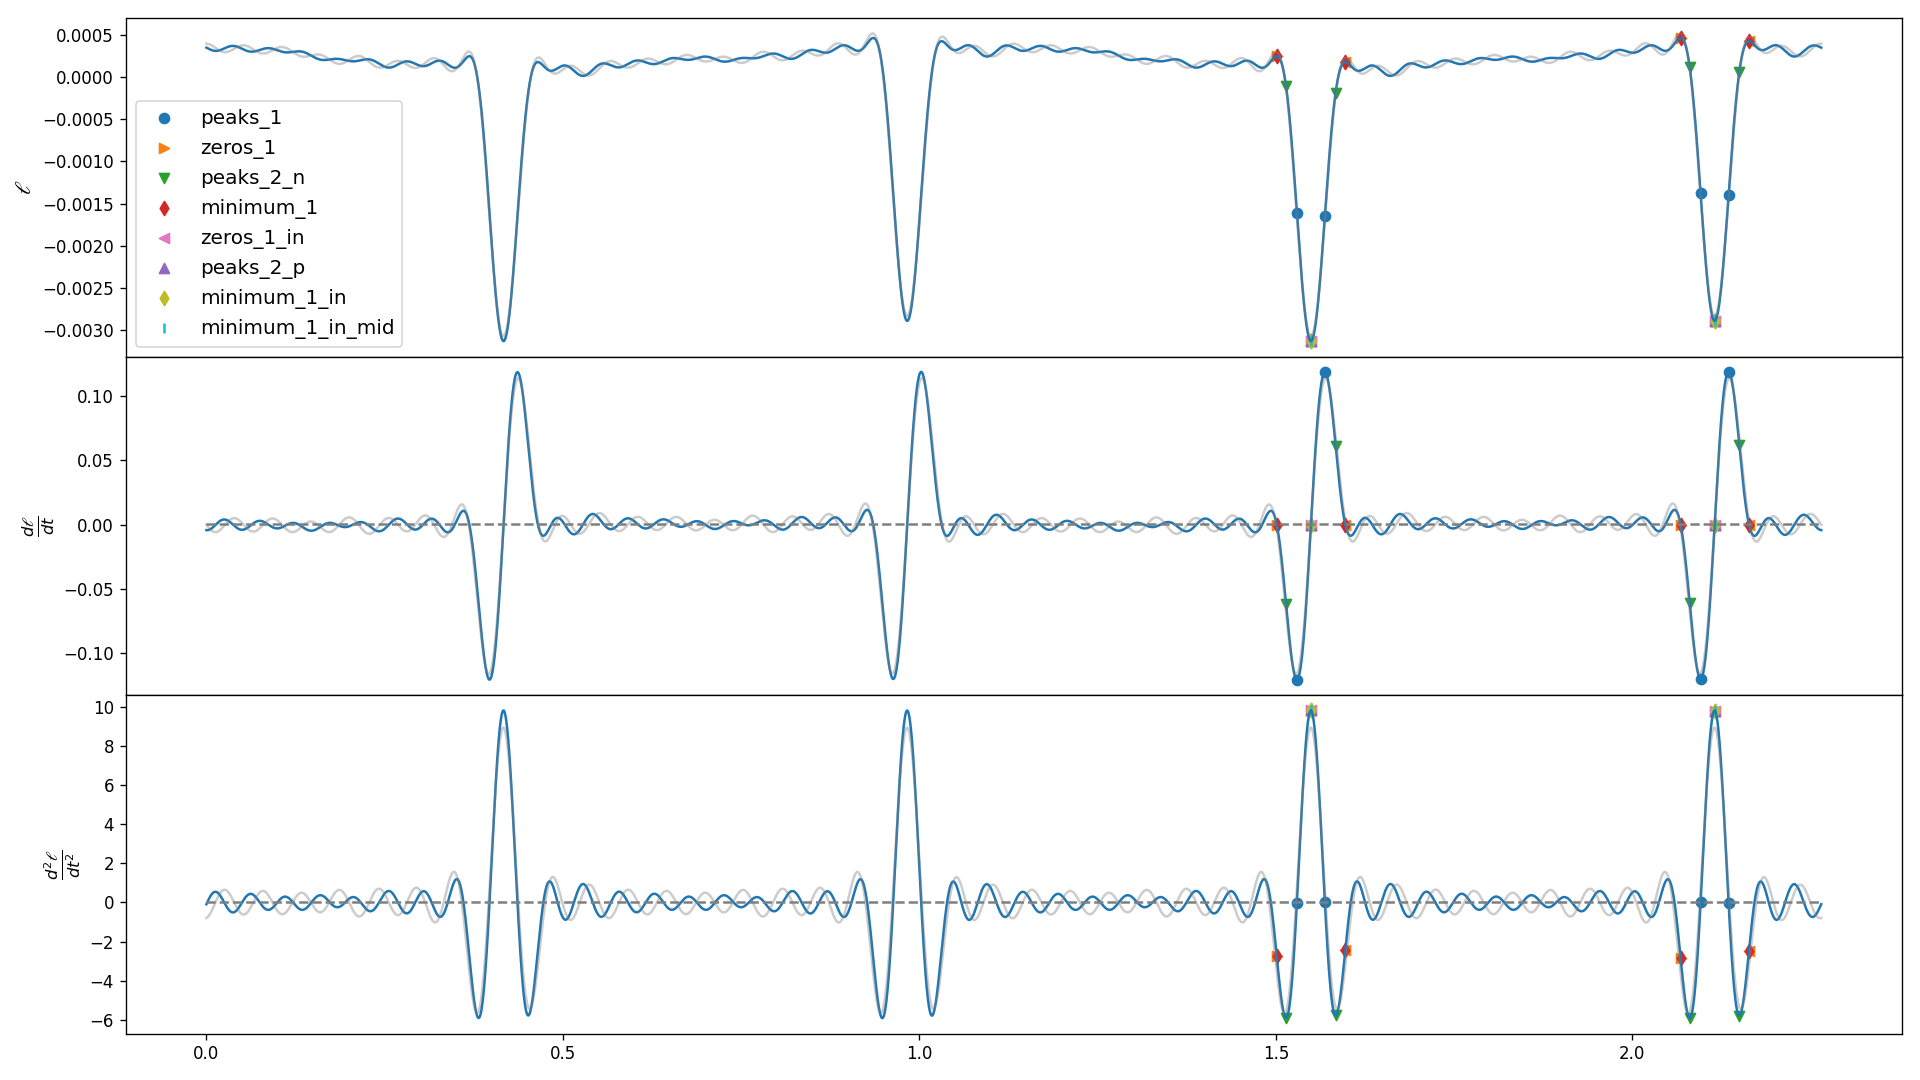 0.0005
0.0000
−0.0005
−0.0010
−0.0015
−0.0020
−0.0025
−0.0030
ℓ
peaks_1
zeros_1
peaks_2_n
minimum_1
zeros_1_in
peaks_2_p
minimum_1_in
minimum_1_in_mid
0.10
0.05
0.00
−0.05
−0.10
dℓ
dt
10
8
6
4
2
0
−2
−4
−6
d²ℓ
dt²
0.0 0.5 1.0 1.5 2.0